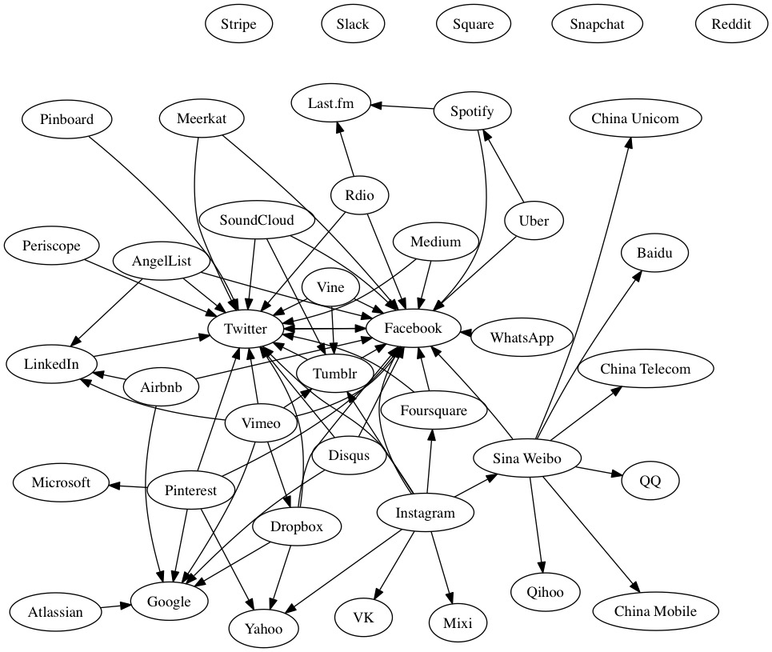 Stripe
Slack
Square
Snapchat
Reddit
Pinboard
Meerkat
Last.fm
Spotify
China Unicom
Rdio
SoundCloud
Uber
Periscope
AngelList
Medium
Baidu
Vine
Twitter
Facebook
WhatsApp
LinkedIn
Airbnb
Tumblr
China Telecom
Vimeo
Foursquare
Disqus
Sina Weibo
Microsoft
Pinterest
QQ
Dropbox
Instagram
Atlassian
Google
Yahoo
VK
Mixi
Qihoo
China Mobile